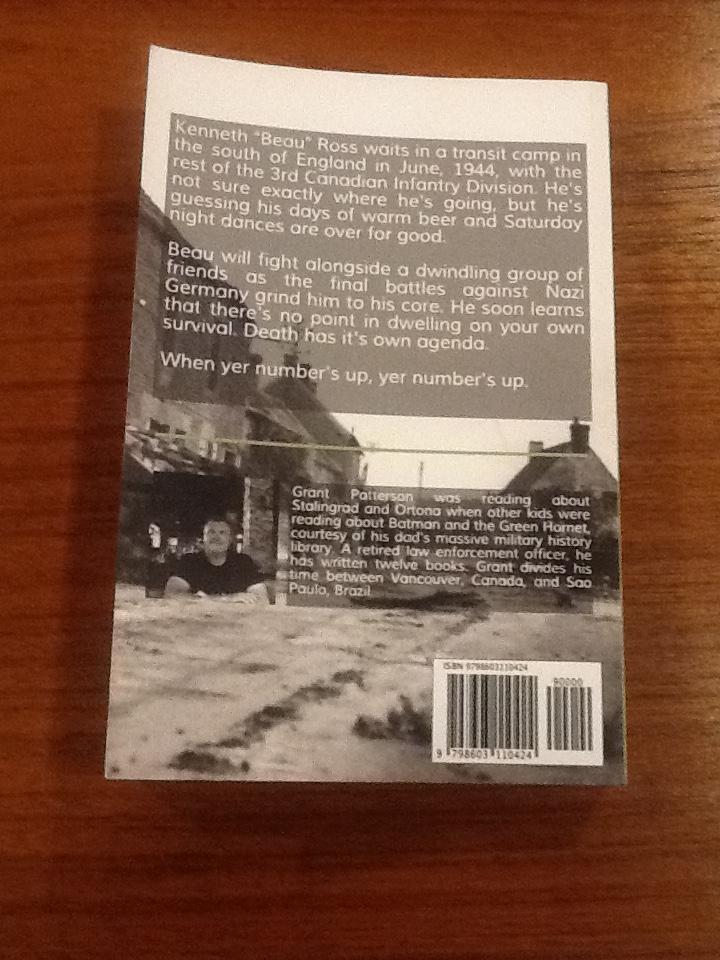 Kenneth "Beau" Ross waits in a transit camp in
the south of England in June, 1944, with the
rest of the 3rd Canadian Infantry Division. He's
not sure exactly where he's going, but he's
guessing his days of warm beer and Saturday
night dances are over for good.
Beau will fight alongside a dwindling group of
friends as the final battles against Nazi
Germany grind him to his core. He soon learns
that there's no point in dwelling on your own
survival. Death has it's own agenda.
When yer number's up, yer number's up.
Grant Patterson was reading about
Stalingrad and Ortona when other kids were
reading about Batman and the Green Hornet,
courtesy of his dad's massive military history
library. A retired law enforcement officer, he
has written twelve books. Grant divides his
time between Vancouver, Canada, and Sao
Paulo, Brazil.
ISBN 9798603110424
90000
9 798603 110424